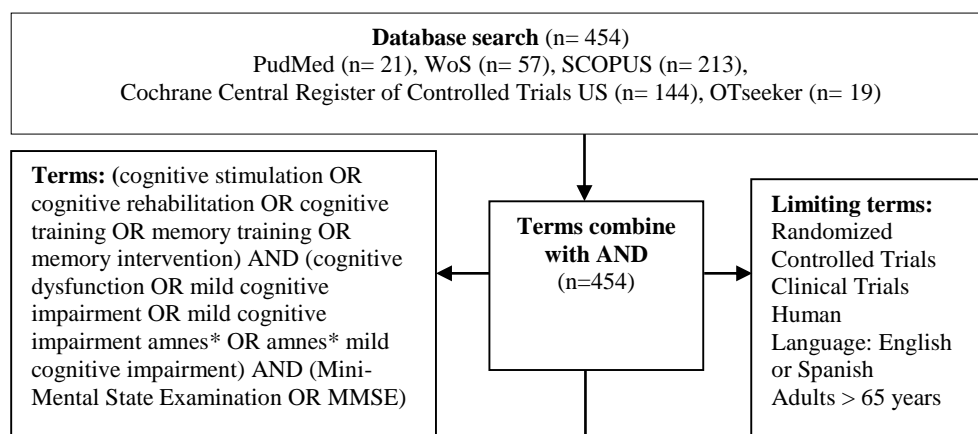 Database search (n= 454)
PudMed (n= 21), WoS (n= 57), SCOPUS (n= 213),
Cochrane Central Register of Controlled Trials US (n= 144), OTseeker (n= 19)
Terms: (cognitive stimulation OR
cognitive rehabilitation OR cognitive
training OR memory training OR
memory intervention) AND (cognitive
dysfunction OR mild cognitive
impairment OR mild cognitive
impairment amnes* OR amnes* mild
cognitive impairment) AND (Mini-
Mental State Examination OR MMSE)
Terms combine
with AND
(n=454)
Limiting terms:
Randomized
Controlled Trials
Clinical Trials
Human
Language: English
or Spanish
Adults > 65 years